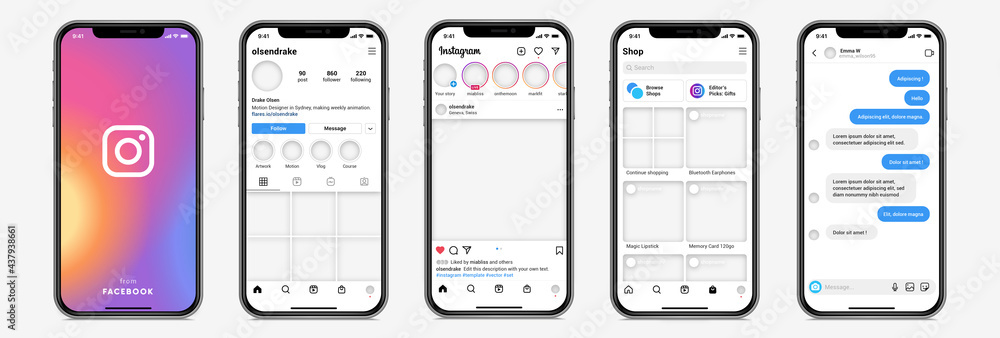 9:41
from
FACEBOOK
9:41
olsendrake
90
post
860
follower
220
following
Drake Olsen
Motion Designer in Sydney, making weekly animation.
flares.io/olsendrake
Follow
Message
Artwork
Motion
Vlog
Course
9:41
Instagram
LIVE
Your story
miabliss
onthemoon
markfit
olsendrake
Geneva, Swiss
Liked by miabliss and others
olsendrake Edit this description with your own text.
#instagram #template #vector #set
9:41
Shop
Search
Browse
Shops
Editor's
Picks: Gifts
Continue shopping
Bluetooth Earphones
Magic Lipstick
Memory Card 120go
9:41
Emma W
emma_wilson96
Adipiscing !
Hello
Adipiscing elit, dolore magna
Lorem ipsum dolor sit amet,
consectetuer adipiscing elit sed.
Dolor sit amet !
Lorem ipsum dolor sit amet,
consectetuer adipiscing elit, sed diam
nonummy nibh euismod
Elit, dolore magna
Dolor sit amet !
Message...
Adobe Stock | #437938661